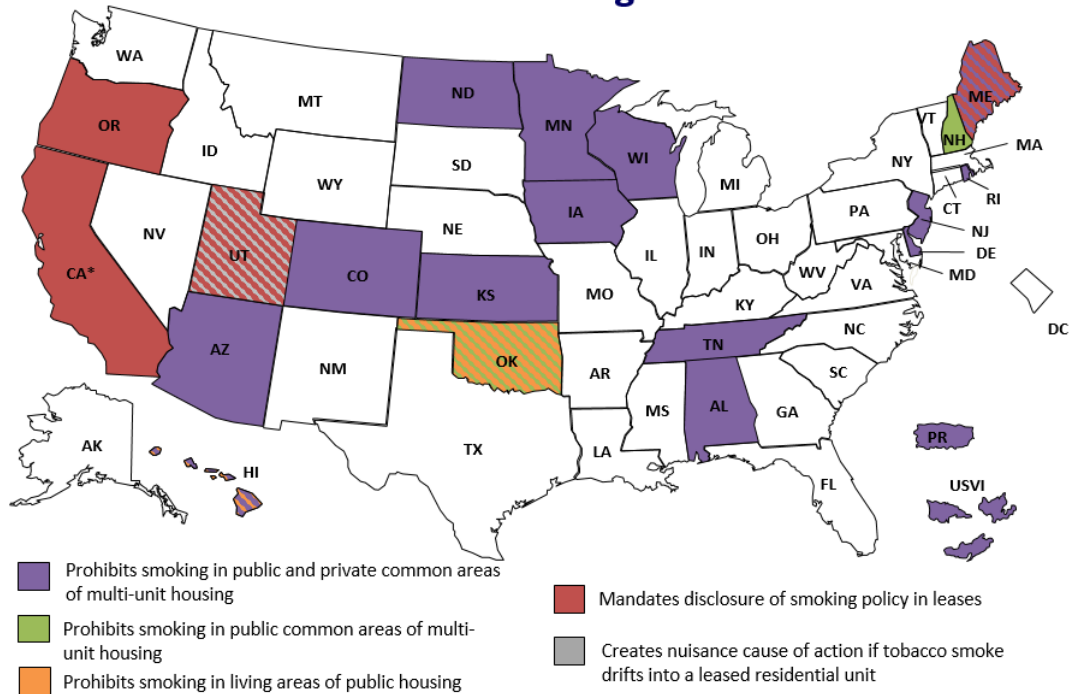 WA
MT
ND
MN
ME
OR
ID
SD
WI
VT
NH
MA
WY
MI
NY
CT
RI
NV
NE
IA
PA
NJ
CA*
UT
CO
IL
IN
OH
DE
KS
MO
WV
VA
MD
KY
DC
AZ
NM
OK
AR
TN
NC
SC
MS
AL
GA
PR
AK
HI
TX
LA
FL
USVI
Prohibits smoking in public and private common areas
of multi-unit housing
Prohibits smoking in public common areas of multi-
unit housing
Prohibits smoking in living areas of public housing
Mandates disclosure of smoking policy in leases
Creates nuisance cause of action if tobacco smoke
drifts into a leased residential unit